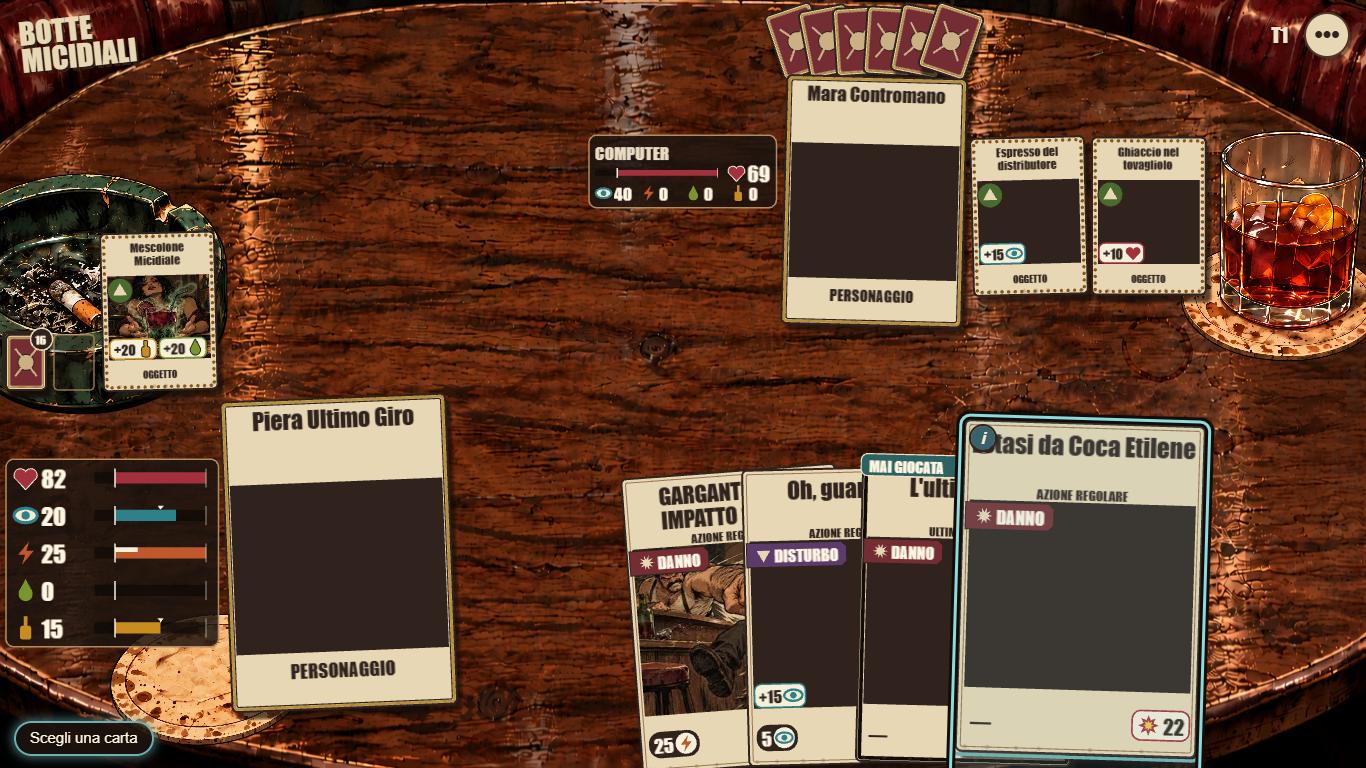 BOTTE
MICIDIALI
T1
Mara Contromano
PERSONAGGIO
COMPUTER
69
40
0
0
0
Espresso del
distributore
+15
OGGETTO
Ghiaccio nel
tovagliolo
+10
OGGETTO
Mescolone
Micidiale
+20
+20
OGGETTO
16
82
20
25
0
15
Piera Ultimo Giro
PERSONAGGIO
GARGANT
IMPATTO
AZIONE REG
DANNO
25
Oh, guar
AZIONE REG
DISTURBO
+15
5
MAI GIOCATA
L'ulti
ULTIM
DANNO
—
i
tasi da Coca Etilene
AZIONE REGOLARE
DANNO
—
22
Scegli una carta